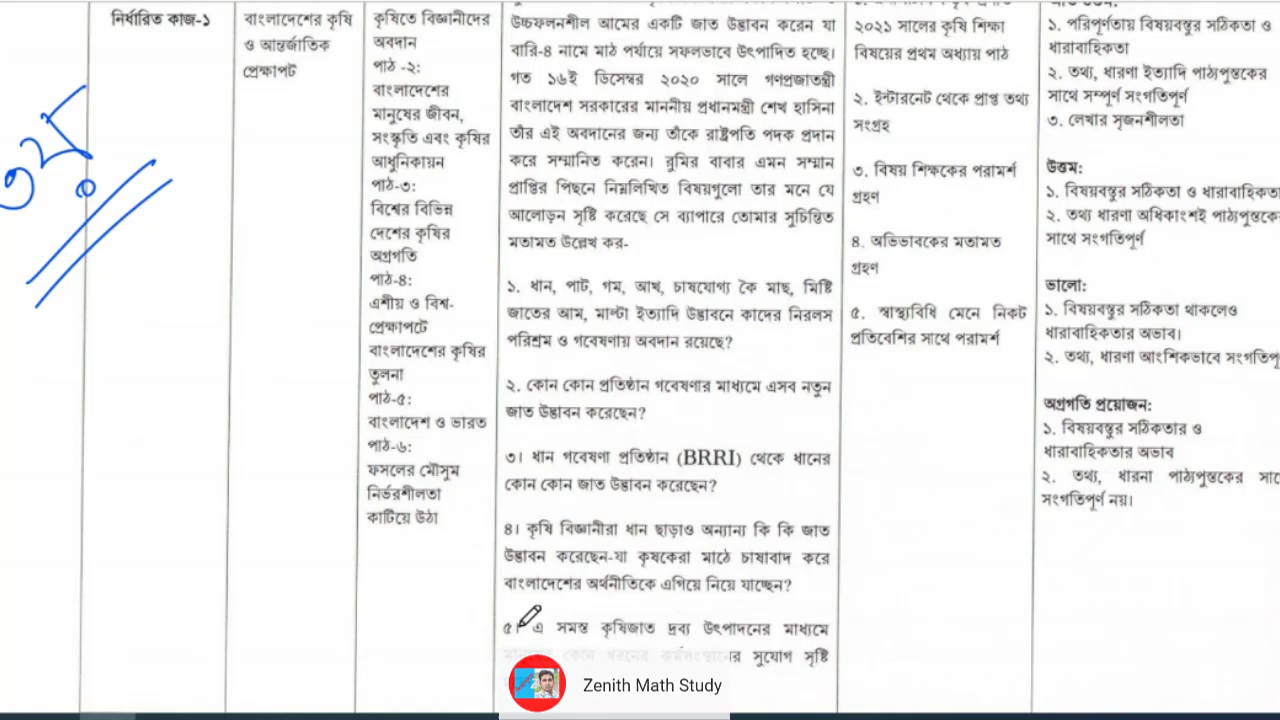 নির্ধারিত কাজ-১
৩য়
বাংলাদেশের কৃষি
ও আন্তর্জাতিক
প্রেক্ষাপট
কৃষিতে বিজ্ঞানীদের
অবদান
পাঠ -২:
বাংলাদেশের
মানুষের জীবন,
সংস্কৃতি এবং কৃষির
আধুনিকায়ন
পাঠ-৩:
বিশ্বের বিভিন্ন
দেশের কৃষির
অগ্রগতি
পাঠ-৪:
এশীয় ও বিশ্ব-
প্রেক্ষাপটে
বাংলাদেশের কৃষির
তুলনা
পাঠ-৫:
বাংলাদেশ ও ভারত
পাঠ-৬:
ফসলের মৌসুম
নির্ভরশীলতা
কাটিয়ে উঠা
উচ্চফলনশীল আমের একটি জাত উদ্ভাবন করেন যা
বারি-৪ নামে মাঠ পর্যায়ে সফলভাবে উৎপাদিত হচ্ছে।
গত ১৬ই ডিসেম্বর ২০২০ সালে গণপ্রজাতন্ত্রী
বাংলাদেশ সরকারের মাননীয় প্রধানমন্ত্রী শেখ হাসিনা
তাঁর এই অবদানের জন্য তাঁকে রাষ্ট্রপতি পদক প্রদান
করে সম্মানিত করেন। রুমির বাবার এমন সম্মান
প্রাপ্তির পিছনে নিম্নলিখিত বিষয়গুলো তার মনে যে
আলোড়ন সৃষ্টি করেছে সে ব্যাপারে তোমার সুচিন্তিত
মতামত উল্লেখ কর-
১. ধান, পাট, গম, আখ, চাষযোগ্য কৈ মাছ, মিষ্টি
জাতের আম, মাল্টা ইত্যাদি উদ্ভাবনে কাদের নিরলস
পরিশ্রম ও গবেষণায় অবদান রয়েছে?
২. কোন কোন প্রতিষ্ঠান গবেষণার মাধ্যমে এসব নতুন
জাত উদ্ভাবন করেছেন?
৩। ধান গবেষণা প্রতিষ্ঠান (BRRI) থেকে ধানের
কোন কোন জাত উদ্ভাবন করেছেন?
৪। কৃষি বিজ্ঞানীরা ধান ছাড়াও অন্যান্য কি কি জাত
উদ্ভাবন করেছেন-যা কৃষকেরা মাঠে চাষাবাদ করে
বাংলাদেশের অর্থনীতিকে এগিয়ে নিয়ে যাচ্ছেন?
৫। এ সমস্ত কৃষিজাত দ্রব্য উৎপাদনের মাধ্যমে
মানুষের কোন ধরনের কর্মসংস্থানের সুযোগ সৃষ্টি
২০২১ সালের কৃষি শিক্ষা
বিষয়ের প্রথম অধ্যায় পাঠ
২. ইন্টারনেট থেকে প্রাপ্ত তথ্য
সংগ্রহ
৩. বিষয় শিক্ষকের পরামর্শ
গ্রহণ
৪. অভিভাবকের মতামত
গ্রহণ
৫. স্বাস্থ্যবিধি মেনে নিকট
প্রতিবেশির সাথে পরামর্শ
১. পরিপূর্ণতায় বিষয়বস্তুর সঠিকতা ও
ধারাবাহিকতা
২. তথ্য, ধারণা ইত্যাদি পাঠ্যপুস্তকের
সাথে সম্পূর্ণ সংগতিপূর্ণ
৩. লেখার সৃজনশীলতা
উত্তম:
১. বিষয়বস্তুর সঠিকতা ও ধারাবাহিকতা
২. তথ্য ধারণা অধিকাংশই পাঠ্যপুস্তকে
সাথে সংগতিপূর্ণ
ভালো:
১. বিষয়বস্তুর সঠিকতা থাকলেও
ধারাবাহিকতার অভাব।
২. তথ্য, ধারণা আংশিকভাবে সংগতিপূ
অগ্রগতি প্রয়োজন:
১. বিষয়বস্তুর সঠিকতার ও
ধারাবাহিকতার অভাব
২. তথ্য, ধারনা পাঠ্যপুস্তকের সাথে
সংগতিপূর্ণ নয়।
Zenith Math Study